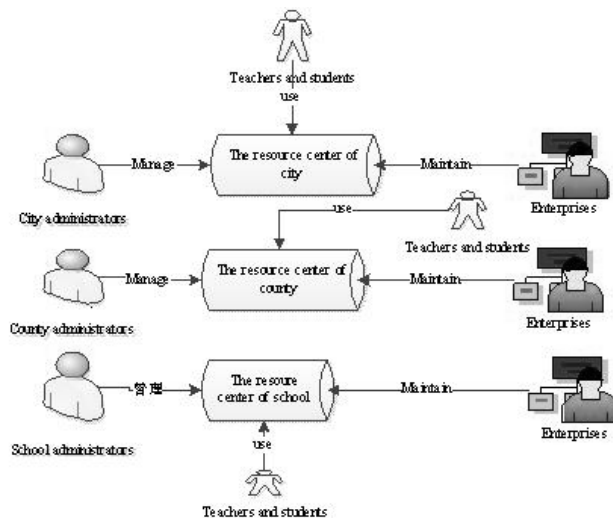 Teachers and students
use
The resource center of
city
Manage
Maintain
City administrators
Enterprises
use
Teachers and students
The resource center of
county
Manage
Maintain
County administrators
Enterprises
The resoure
center of school
管理
Maintain
School administrators
Enterprises
use
Teachers and students